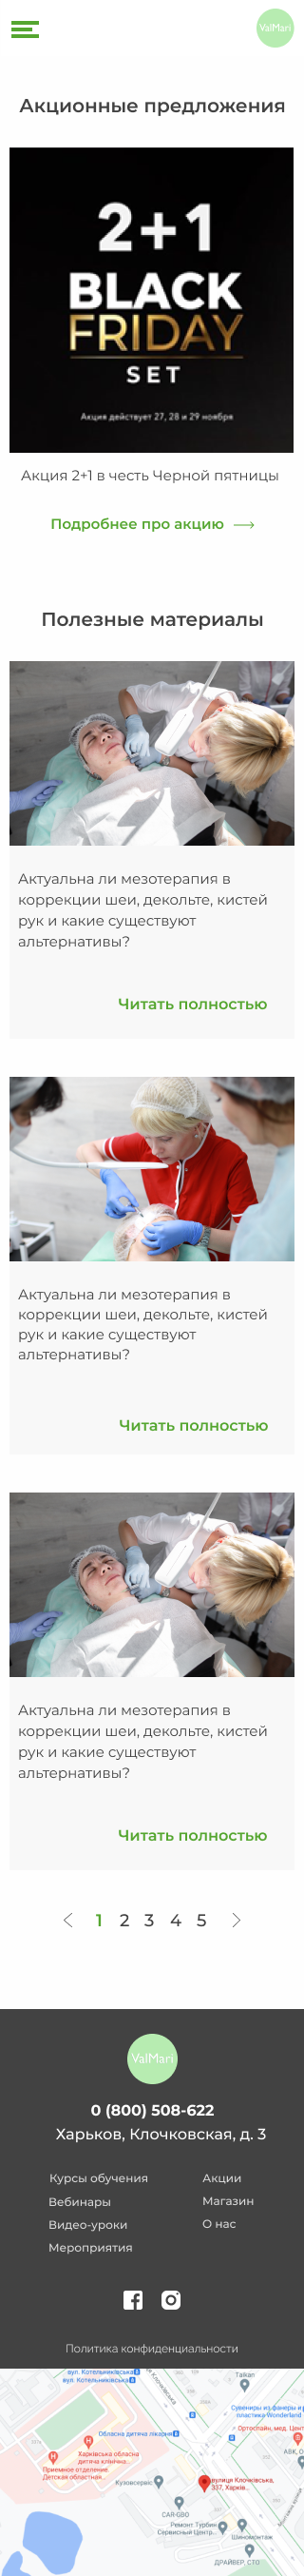 ValMari
Акционные предложения
2+1
BLACK
FRIDAY
SET
Акция действует 27, 28 и 29 ноября
Акция 2+1 в честь Черной пятницы
Подробнее про акцию
Полезные материалы
Актуальна ли мезотерапия в
коррекции шеи, декольте, кистей
рук и какие существуют
альтернативы?
Читать полностью
Актуальна ли мезотерапия в
коррекции шеи, декольте, кистей
рук и какие существуют
альтернативы?
Читать полностью
Актуальна ли мезотерапия в
коррекции шеи, декольте, кистей
рук и какие существуют
альтернативы?
Читать полностью
1 2 3 4 5
ValMari
0 (800) 508-622
Харьков, Клочковская, д. 3
Курсы обучения
Вебинары
Видео-уроки
Мероприятия
Акции
Магазин
О нас
Политика конфиденциальности
вул. Котельниківська
вул. Котельниківська
Taikan
Сувениры из фанеры и
пластика Wonderland
Обласна дитяча лікарня
Ортоспайн, мед. Цент
Харківська обласна
дитяча клінічна...
Приемное отделение
Детская областная...
Кузовсервіс
вулиця Клочківська,
337, Харків...
CAR-GBO
Ремонт Турбин
Сервисный Центр...
Шиномонтаж
ДРАЙВЕР, СТО